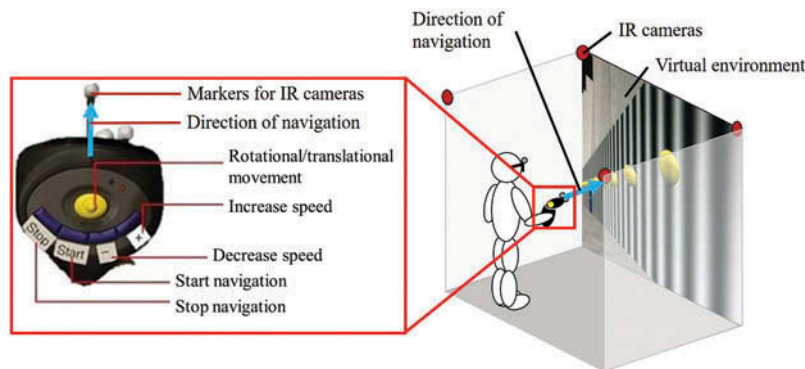 Direction of
navigation
IR cameras
Virtual environment
Markers for IR cameras
Direction of navigation
Rotational/translational
movement
Increase speed
Decrease speed
Start navigation
Stop navigation
Stop
Start
−
+